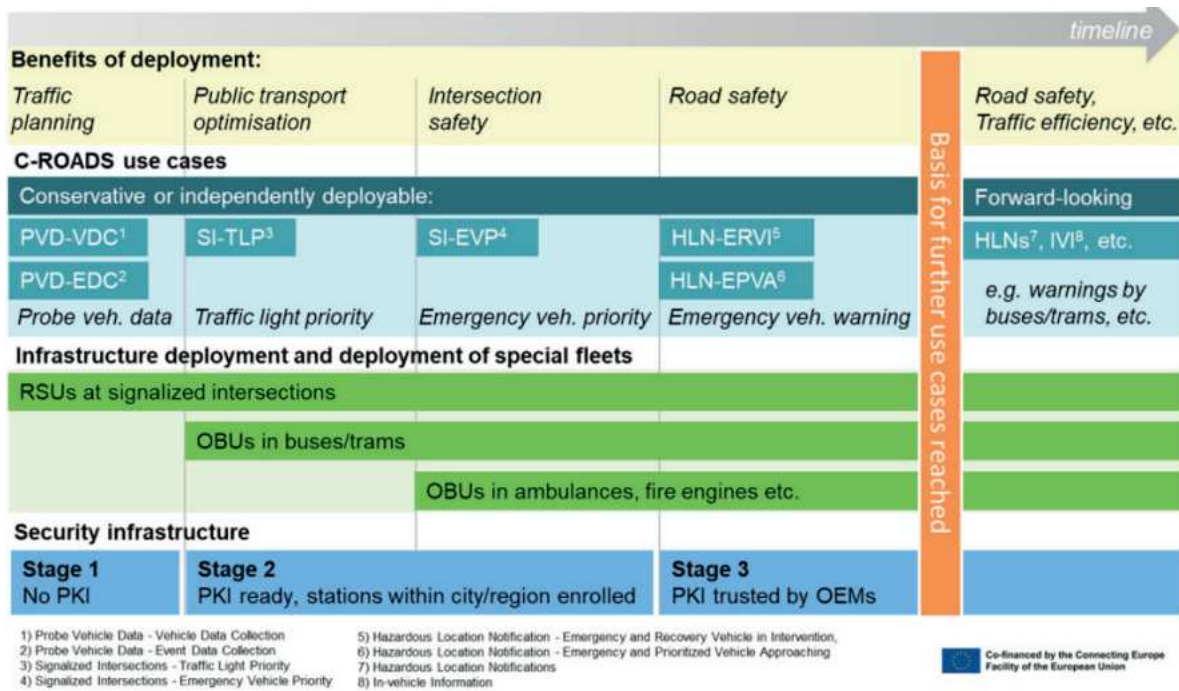 timeline
Benefits of deployment:
Traffic planning
Public transport optimisation
Intersection safety
Road safety
Road safety, Traffic efficiency, etc.
C-ROADS use cases
Conservative or independently deployable:
Forward-looking
PVD-VDC¹
SI-TLP³
SI-EVP⁴
HLN-ERVI⁵
HLNs⁷, IVI⁸, etc.
PVD-EDC²
HLN-EPVA⁶
e.g. warnings by buses/trams, etc.
Probe veh. data
Traffic light priority
Emergency veh. priority
Emergency veh. warning
Basis for further use cases reached
Infrastructure deployment and deployment of special fleets
RSUs at signalized intersections
OBUs in buses/trams
OBUs in ambulances, fire engines etc.
Security infrastructure
Stage 1
No PKI
Stage 2
PKI ready, stations within city/region enrolled
Stage 3
PKI trusted by OEMs
1) Probe Vehicle Data - Vehicle Data Collection
2) Probe Vehicle Data - Event Data Collection
3) Signalized Intersections - Traffic Light Priority
4) Signalized Intersections - Emergency Vehicle Priority
5) Hazardous Location Notification - Emergency and Recovery Vehicle in Intervention,
6) Hazardous Location Notification - Emergency and Prioritized Vehicle Approaching
7) Hazardous Location Notifications
8) In-vehicle Information
Co-financed by the Connecting Europe
Facility of the European Union